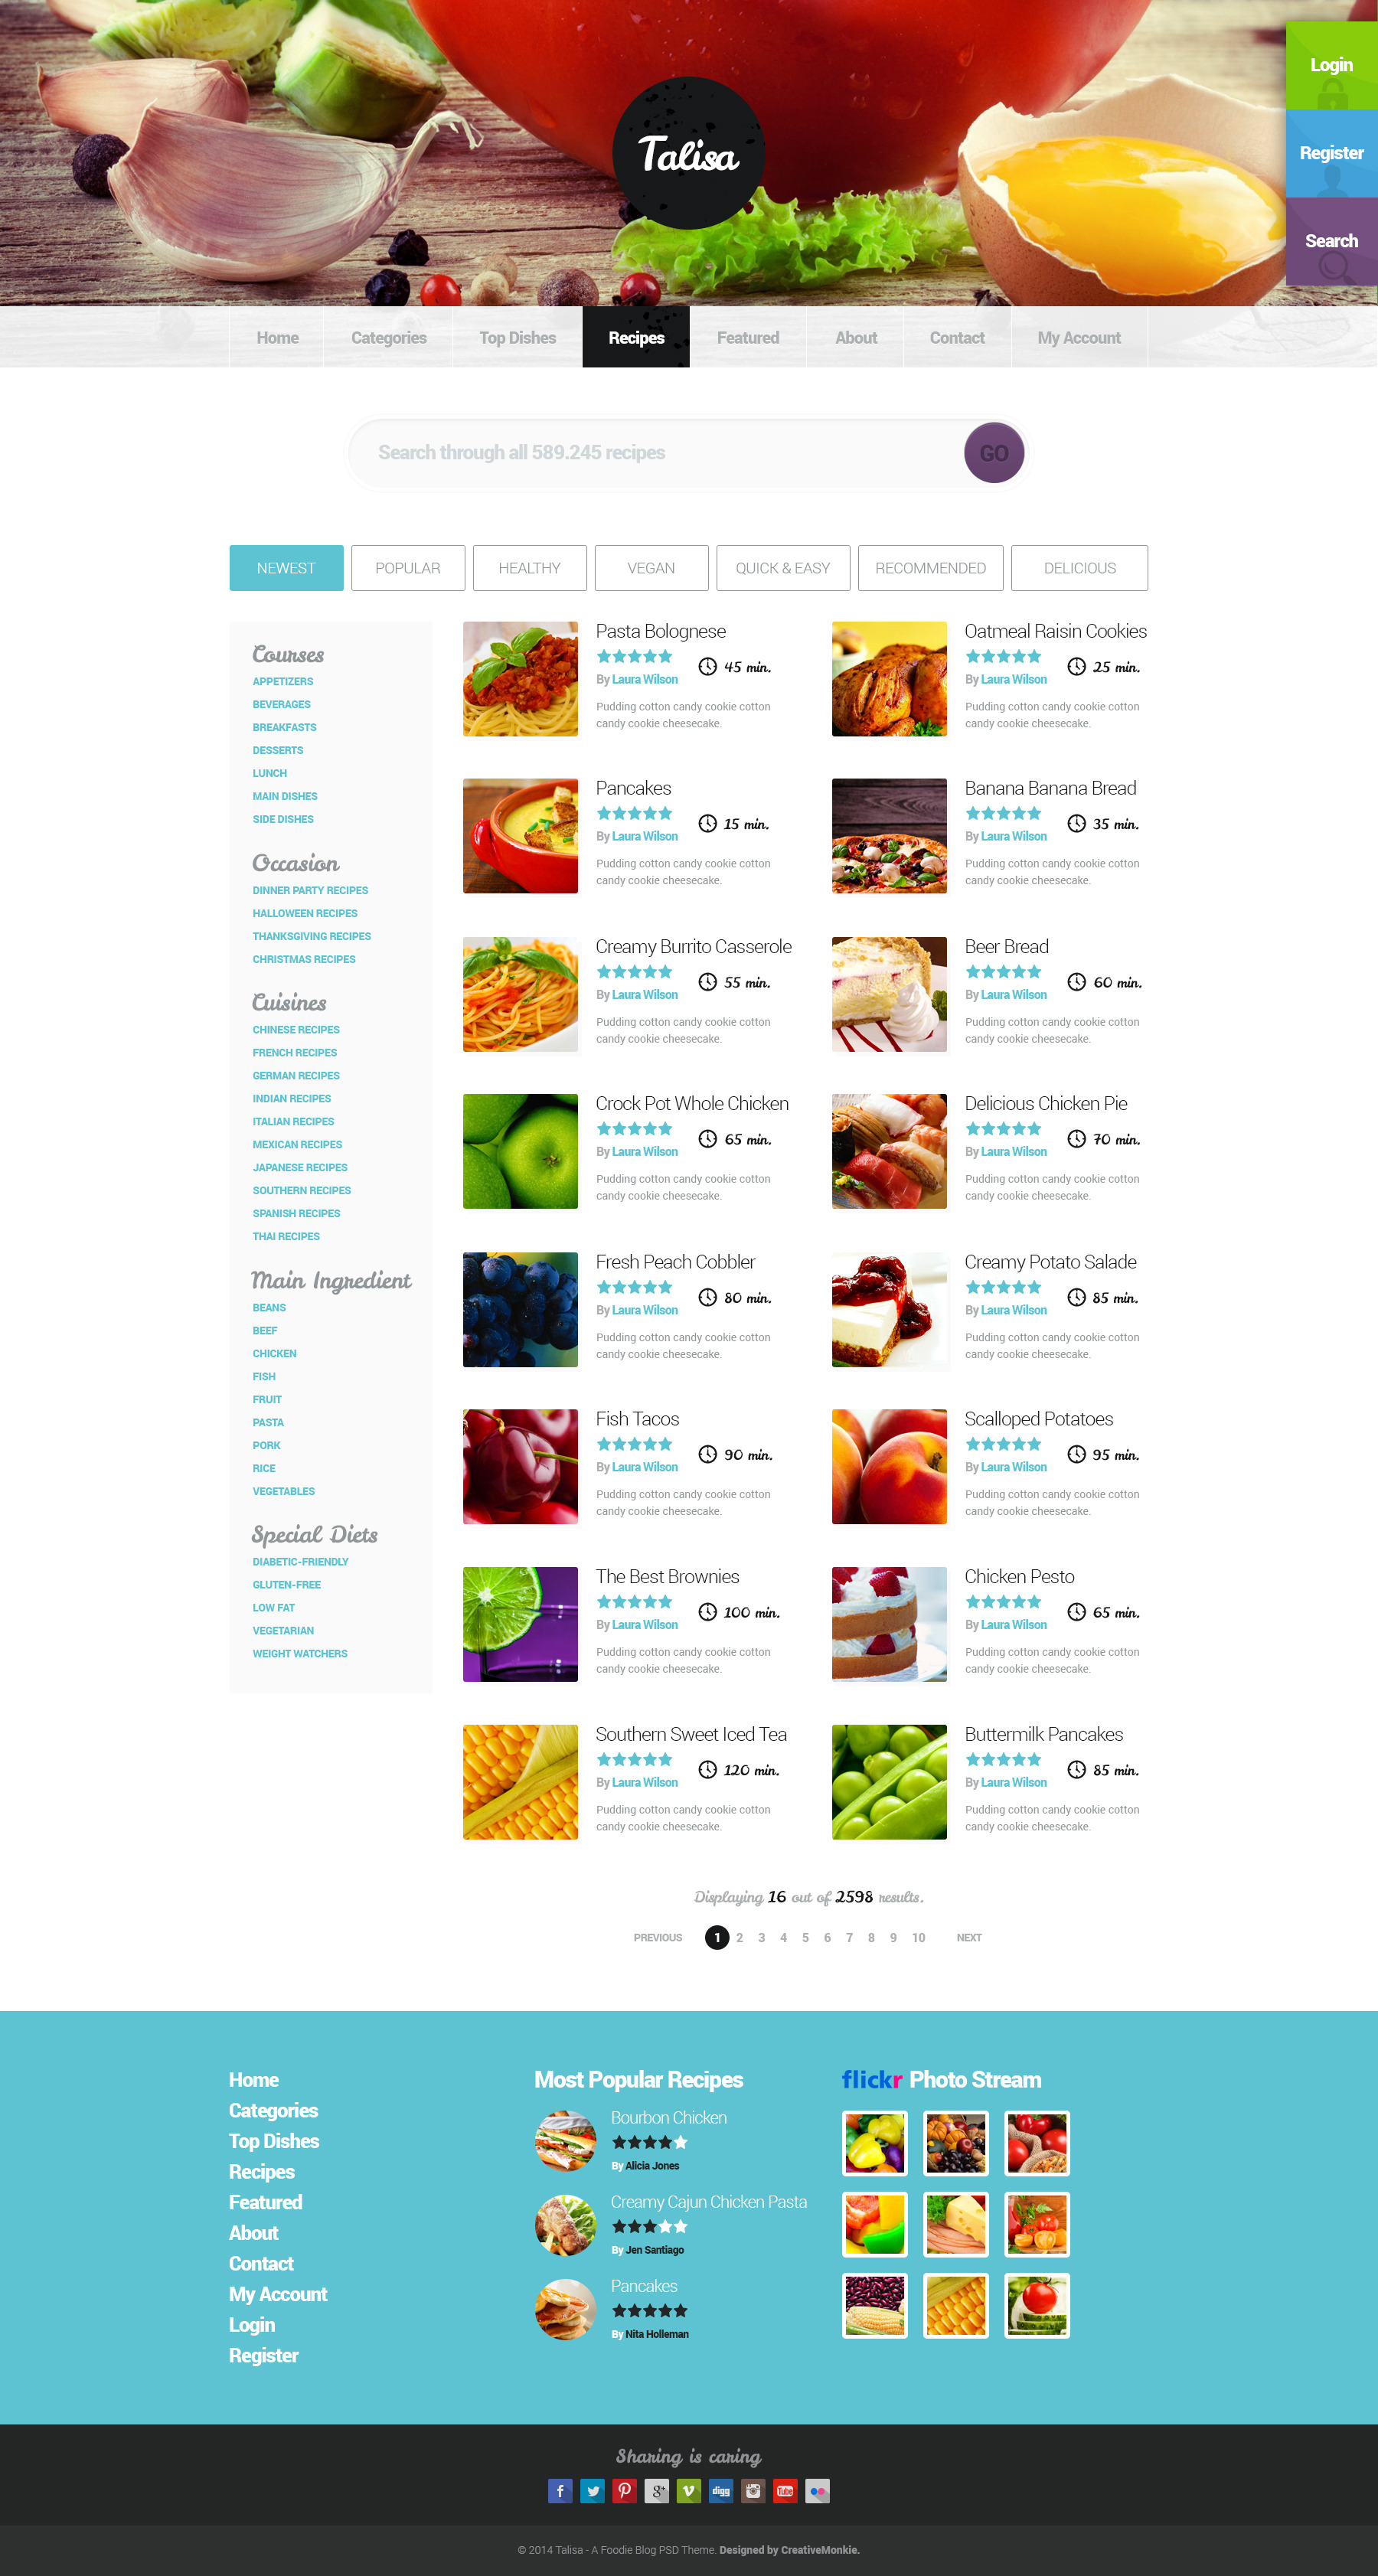 Talisa
Login
Register
Search
Home Categories Top Dishes Recipes Featured About Contact My Account
Search through all 589.245 recipes GO
NEWEST POPULAR HEALTHY VEGAN QUICK & EASY RECOMMENDED DELICIOUS
Courses
APPETIZERS
BEVERAGES
BREAKFASTS
DESSERTS
LUNCH
MAIN DISHES
SIDE DISHES
Occasion
DINNER PARTY RECIPES
HALLOWEEN RECIPES
THANKSGIVING RECIPES
CHRISTMAS RECIPES
Cuisines
CHINESE RECIPES
FRENCH RECIPES
GERMAN RECIPES
INDIAN RECIPES
ITALIAN RECIPES
MEXICAN RECIPES
JAPANESE RECIPES
SOUTHERN RECIPES
SPANISH RECIPES
THAI RECIPES
Main Ingredient
BEANS
BEEF
CHICKEN
FISH
FRUIT
PASTA
PORK
RICE
VEGETABLES
Special Diets
DIABETIC-FRIENDLY
GLUTEN-FREE
LOW FAT
VEGETARIAN
WEIGHT WATCHERS
Pasta Bolognese
45 min.
By Laura Wilson
Pudding cotton candy cookie cotton
candy cookie cheesecake.
Oatmeal Raisin Cookies
25 min.
By Laura Wilson
Pudding cotton candy cookie cotton
candy cookie cheesecake.
Pancakes
15 min.
By Laura Wilson
Pudding cotton candy cookie cotton
candy cookie cheesecake.
Banana Banana Bread
35 min.
By Laura Wilson
Pudding cotton candy cookie cotton
candy cookie cheesecake.
Creamy Burrito Casserole
55 min.
By Laura Wilson
Pudding cotton candy cookie cotton
candy cookie cheesecake.
Beer Bread
60 min.
By Laura Wilson
Pudding cotton candy cookie cotton
candy cookie cheesecake.
Crock Pot Whole Chicken
65 min.
By Laura Wilson
Pudding cotton candy cookie cotton
candy cookie cheesecake.
Delicious Chicken Pie
70 min.
By Laura Wilson
Pudding cotton candy cookie cotton
candy cookie cheesecake.
Fresh Peach Cobbler
80 min.
By Laura Wilson
Pudding cotton candy cookie cotton
candy cookie cheesecake.
Creamy Potato Salade
85 min.
By Laura Wilson
Pudding cotton candy cookie cotton
candy cookie cheesecake.
Fish Tacos
90 min.
By Laura Wilson
Pudding cotton candy cookie cotton
candy cookie cheesecake.
Scalloped Potatoes
95 min.
By Laura Wilson
Pudding cotton candy cookie cotton
candy cookie cheesecake.
The Best Brownies
100 min.
By Laura Wilson
Pudding cotton candy cookie cotton
candy cookie cheesecake.
Chicken Pesto
65 min.
By Laura Wilson
Pudding cotton candy cookie cotton
candy cookie cheesecake.
Southern Sweet Iced Tea
120 min.
By Laura Wilson
Pudding cotton candy cookie cotton
candy cookie cheesecake.
Buttermilk Pancakes
85 min.
By Laura Wilson
Pudding cotton candy cookie cotton
candy cookie cheesecake.
Displaying 16 out of 2598 results.
PREVIOUS 1 2 3 4 5 6 7 8 9 10 NEXT
Home
Categories
Top Dishes
Recipes
Featured
About
Contact
My Account
Login
Register
Most Popular Recipes
Bourbon Chicken
By Alicia Jones
Creamy Cajun Chicken Pasta
By Jen Santiago
Pancakes
By Nita Holleman
flickr Photo Stream
Sharing is caring
f g+ v digg You Tube
© 2014 Talisa - A Foodie Blog PSD Theme. Designed by CreativeMonkie.